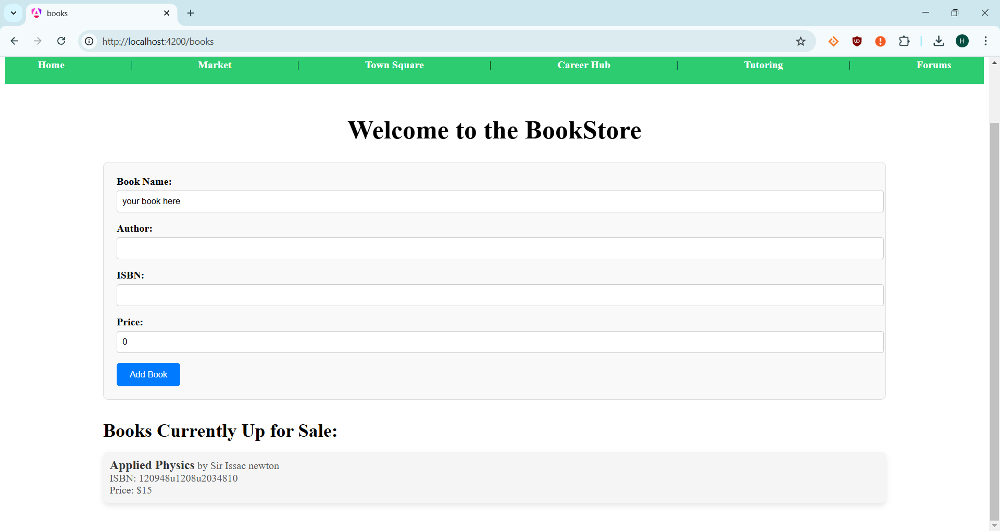 books
http://localhost:4200/books
H
Home | Market | Town Square | Career Hub | Tutoring | Forums
Welcome to the BookStore
Book Name:
your book here
Author:
ISBN:
Price:
0
Add Book
Books Currently Up for Sale:
Applied Physics by Sir Issac newton
ISBN: 120948u1208u2034810
Price: $15